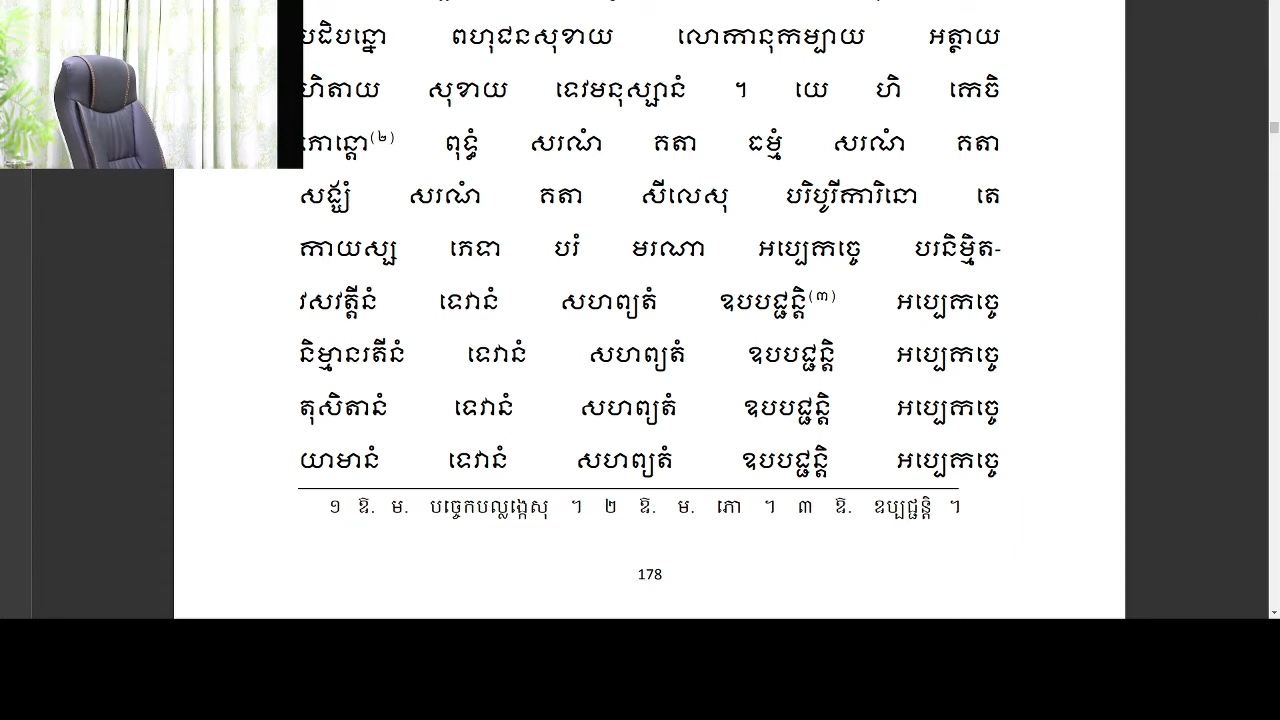 បដិបន្នោ ពហុជនសុខាយ លោកានុកម្បាយ អត្ថាយ
ហិតាយ សុខាយ ទេវមនុស្សានំ ។ យេ ហិ កេចិ
ភោន្តោ(២) ពុទ្ធំ សរណំ គតា ធម្មំ សរណំ គតា
សង្ឃំ សរណំ គតា សីលេសុ បរិបូរីការិនោ តេ
កាយស្ស ភេទា បរំ មរណា អប្បេកច្ចេ បរនិម្មិត-
វសវត្តីនំ ទេវានំ សហព្យតំ ឧបបជ្ជន្តិ(៣) អប្បេកច្ចេ
និម្មានរតីនំ ទេវានំ សហព្យតំ ឧបបជ្ជន្តិ អប្បេកច្ចេ
តុសិតានំ ទេវានំ សហព្យតំ ឧបបជ្ជន្តិ អប្បេកច្ចេ
យាមានំ ទេវានំ សហព្យតំ ឧបបជ្ជន្តិ អប្បេកច្ចេ
១ ឱ. ម. បច្ចេកបល្លង្កេសុ ។ ២ ឱ. ម. ភោ ។ ៣ ឱ. ឧប្បជ្ជន្តិ ។
178